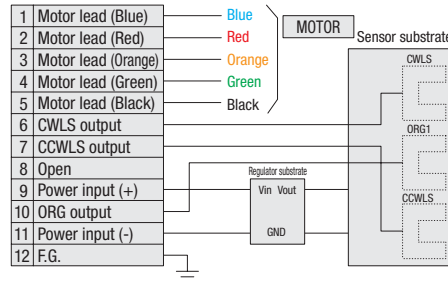 1 Motor lead (Blue)
2 Motor lead (Red)
3 Motor lead (Orange)
4 Motor lead (Green)
5 Motor lead (Black)
6 CWLS output
7 CCWLS output
8 Open
9 Power input (+)
10 ORG output
11 Power input (-)
12 F.G.
Blue
Red
Orange
Green
Black
MOTOR
Sensor substrate
CWLS
ORG1
CCWLS
Regulator substrate
Vin Vout
GND